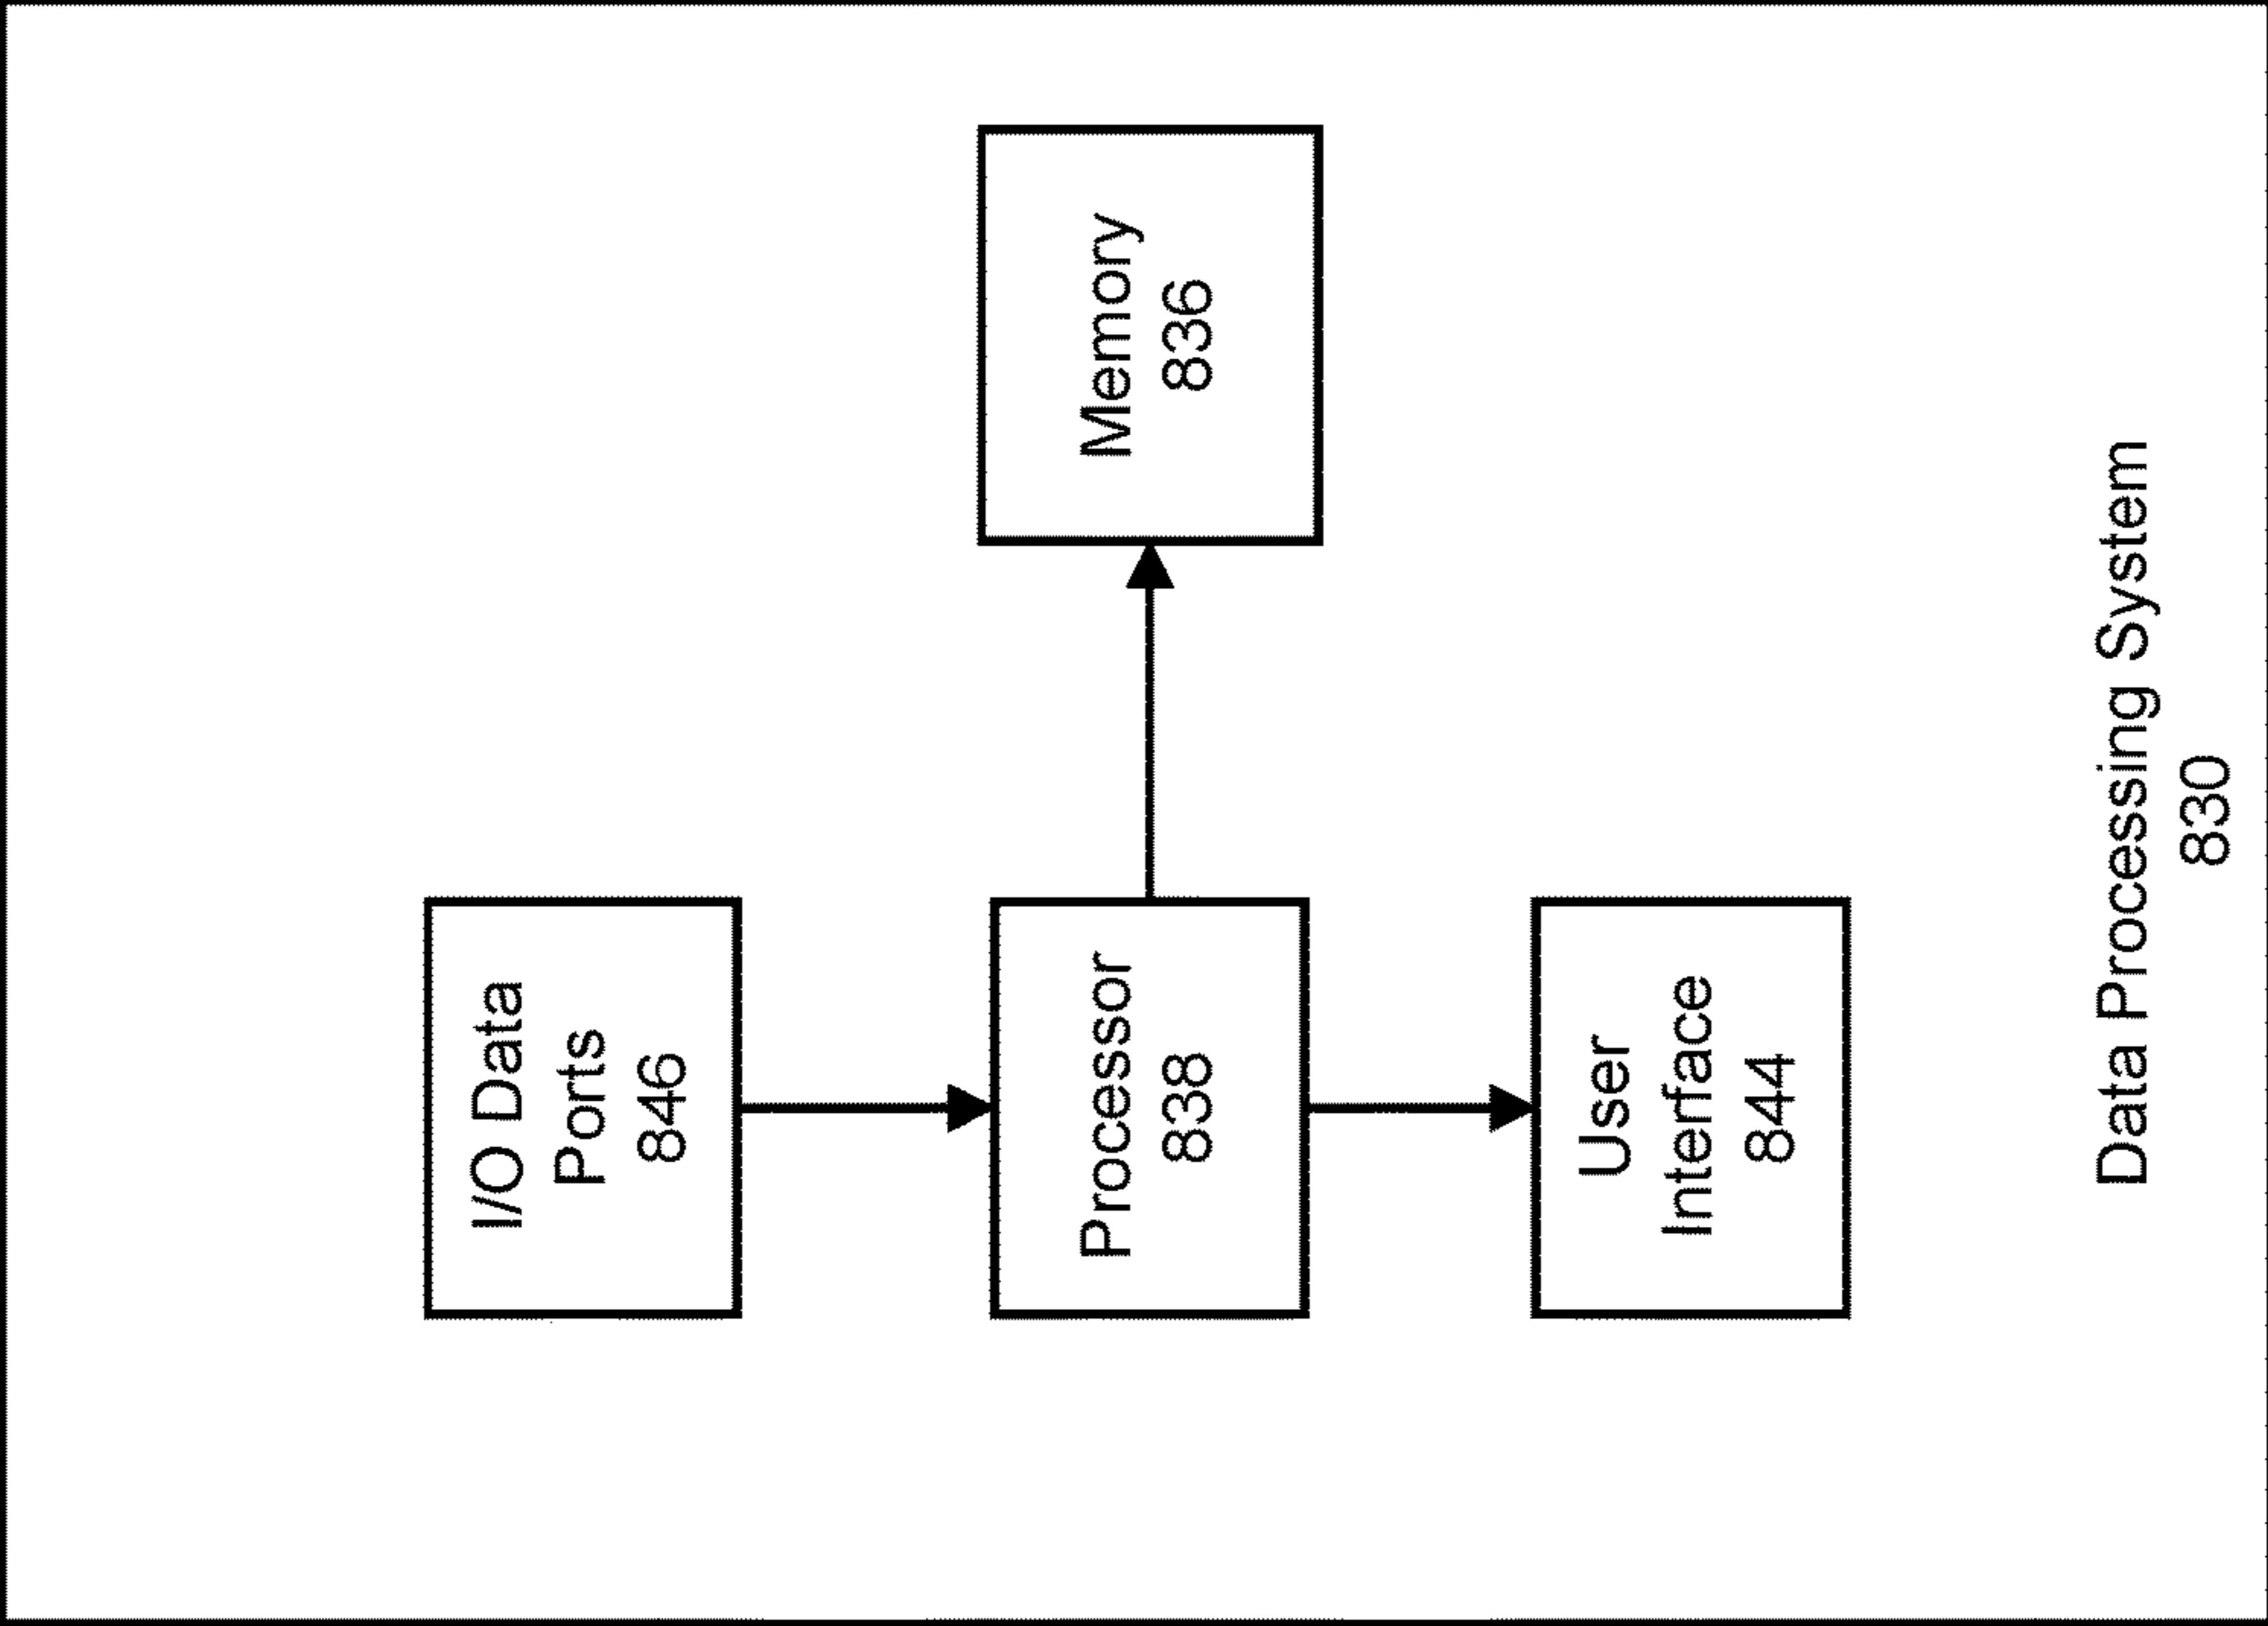 I/O Data
Ports
846
Processor
838
Memory
836
User
Interface
844
Data Processing System
830